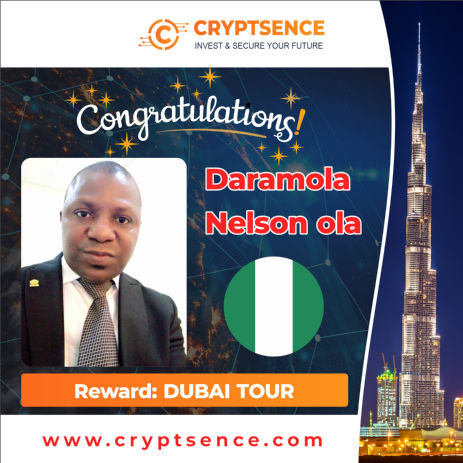 CRYPTSENCE
INVEST & SECURE YOUR FUTURE
Congratulations!
Daramola
Nelson ola
Reward: DUBAI TOUR
www.cryptsence.com